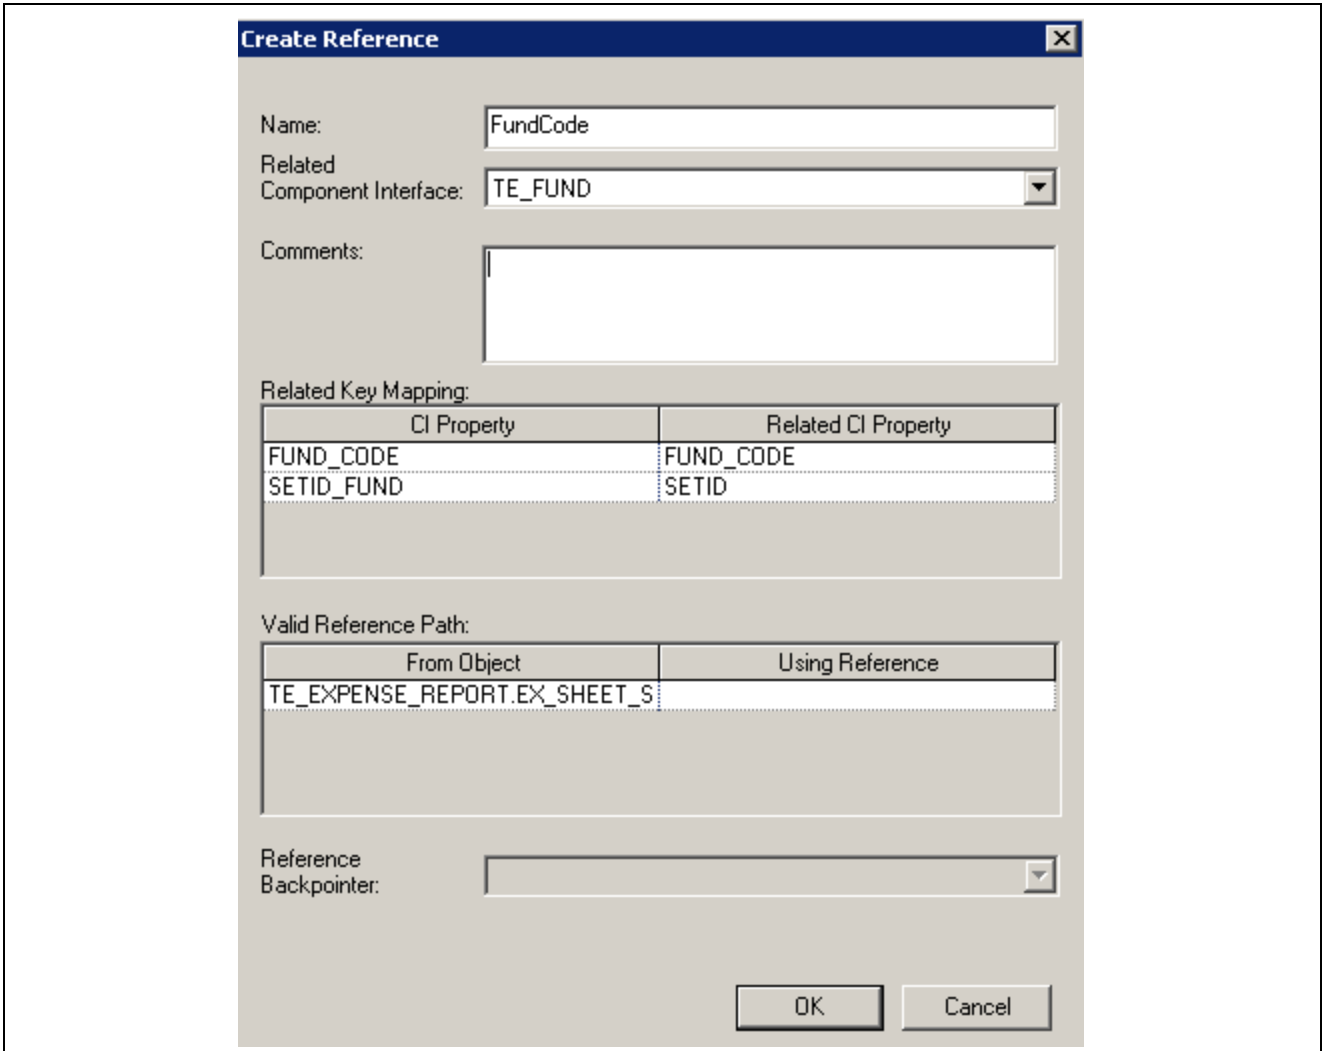 Create Reference
Name: FundCode
Related
Component Interface: TE_FUND
Comments:
Related Key Mapping:
CI Property Related CI Property
FUND_CODE FUND_CODE
SETID_FUND SETID
Valid Reference Path:
From Object Using Reference
TE_EXPENSE_REPORT.EX_SHEET_S
Reference
Backpointer:
OK Cancel